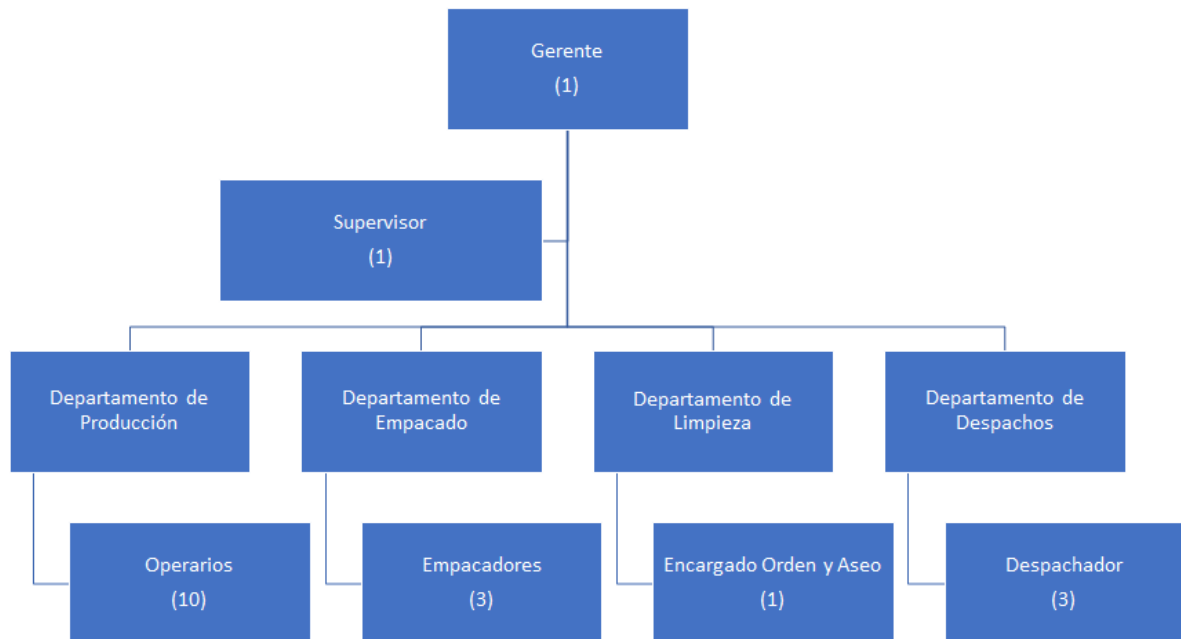 Gerente
(1)
Supervisor
(1)
Departamento de
Producción
Departamento de
Empacado
Departamento de
Limpieza
Departamento de
Despachos
Operarios
(10)
Empacadores
(3)
Encargado Orden y Aseo
(1)
Despachador
(3)